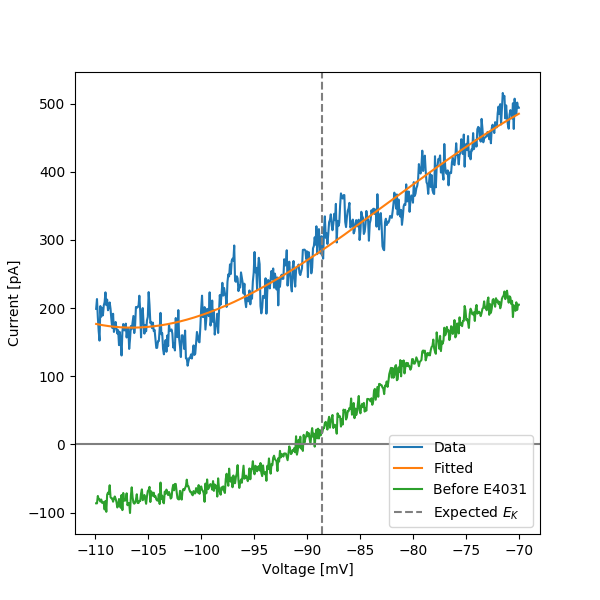 500
400
300
200
100
0
−100
Current [pA]
Data
Fitted
Before E4031
Expected E_K
−110 −105 −100 −95 −90 −85 −80 −75 −70
Voltage [mV]